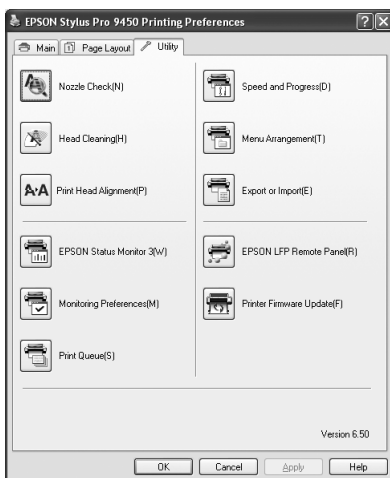 EPSON Stylus Pro 9450 Printing Preferences
Main
Page Layout
Utility
Nozzle Check(N)
Speed and Progress(D)
Head Cleaning(H)
Menu Arrangement(T)
A A
Print Head Alignment(P)
Export or Import(E)
EPSON Status Monitor 3(W)
EPSON LFP Remote Panel(R)
Monitoring Preferences(M)
Printer Firmware Update(F)
Print Queue(S)
Version 6.50
OK
Cancel
Apply
Help